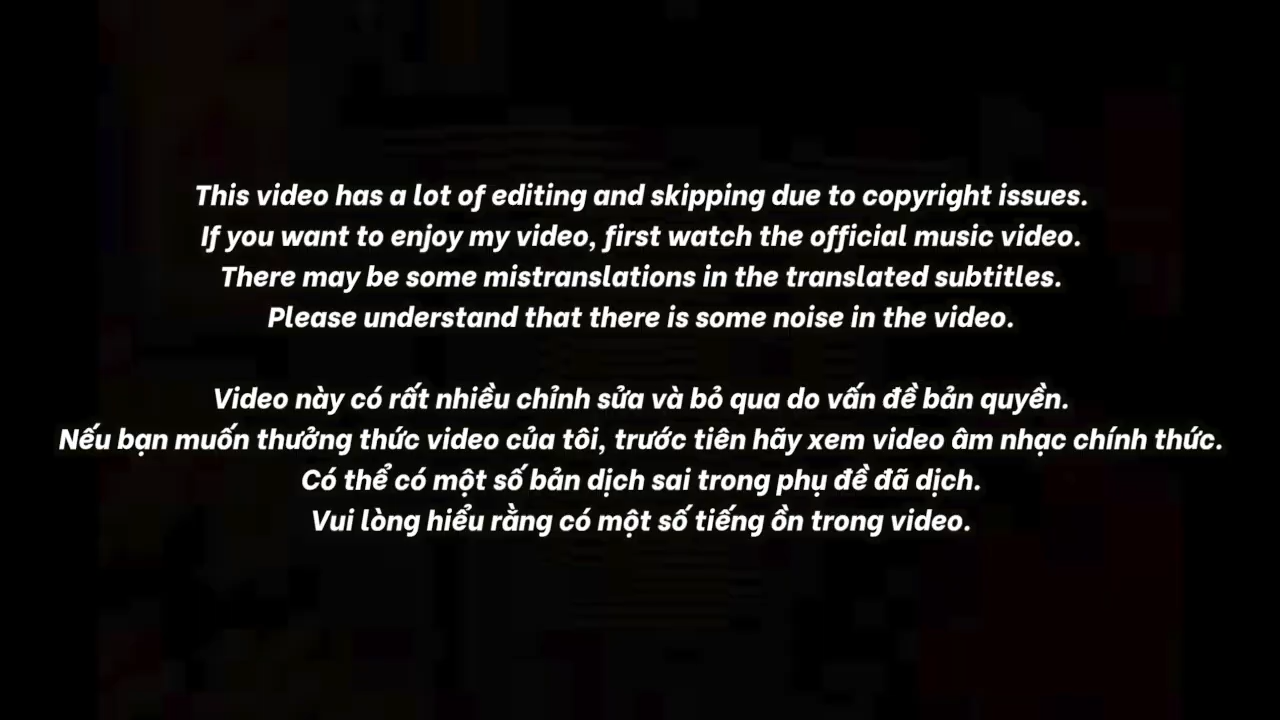 This video has a lot of editing and skipping due to copyright issues.
If you want to enjoy my video, first watch the official music video.
There may be some mistranslations in the translated subtitles.
Please understand that there is some noise in the video.
Video này có rất nhiều chỉnh sửa và bỏ qua do vấn đề bản quyền.
Nếu bạn muốn thưởng thức video của tôi, trước tiên hãy xem video âm nhạc chính thức.
Có thể có một số bản dịch sai trong phụ đề đã dịch.
Vui lòng hiểu rằng có một số tiếng ồn trong video.